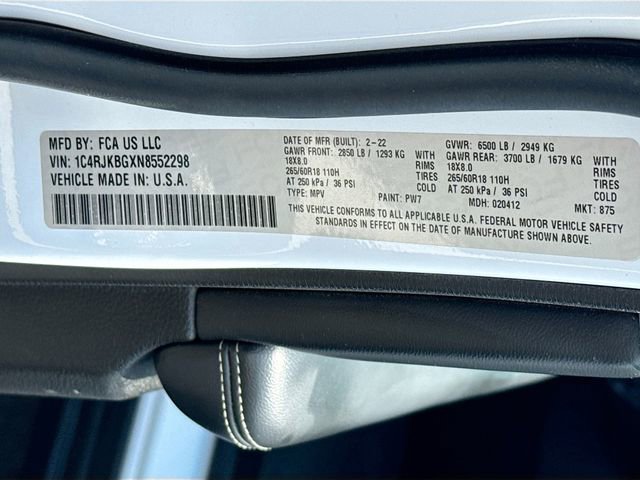 MFD BY: FCA US LLC
VIN: 1C4RJKBGXN8552298
VEHICLE MADE IN: U.S.A.
DATE OF MFR (BUILT): 2-22 GVWR: 6500 LB / 2949 KG
GAWR FRONT: 2850 LB / 1293 KG WITH GAWR REAR: 3700 LB / 1679 KG WITH
18X8.0 RIMS 18X8.0 RIMS
265/60R18 110H TIRES 265/60R18 110H TIRES
AT 250 kPa / 36 PSI COLD AT 250 kPa / 36 PSI COLD
TYPE: MPV PAINT: PW7 MDH: 020412 MKT: 875
THIS VEHICLE CONFORMS TO ALL APPLICABLE U.S.A. FEDERAL MOTOR VEHICLE SAFETY
STANDARDS IN EFFECT ON THE DATE OF MANUFACTURE SHOWN ABOVE.